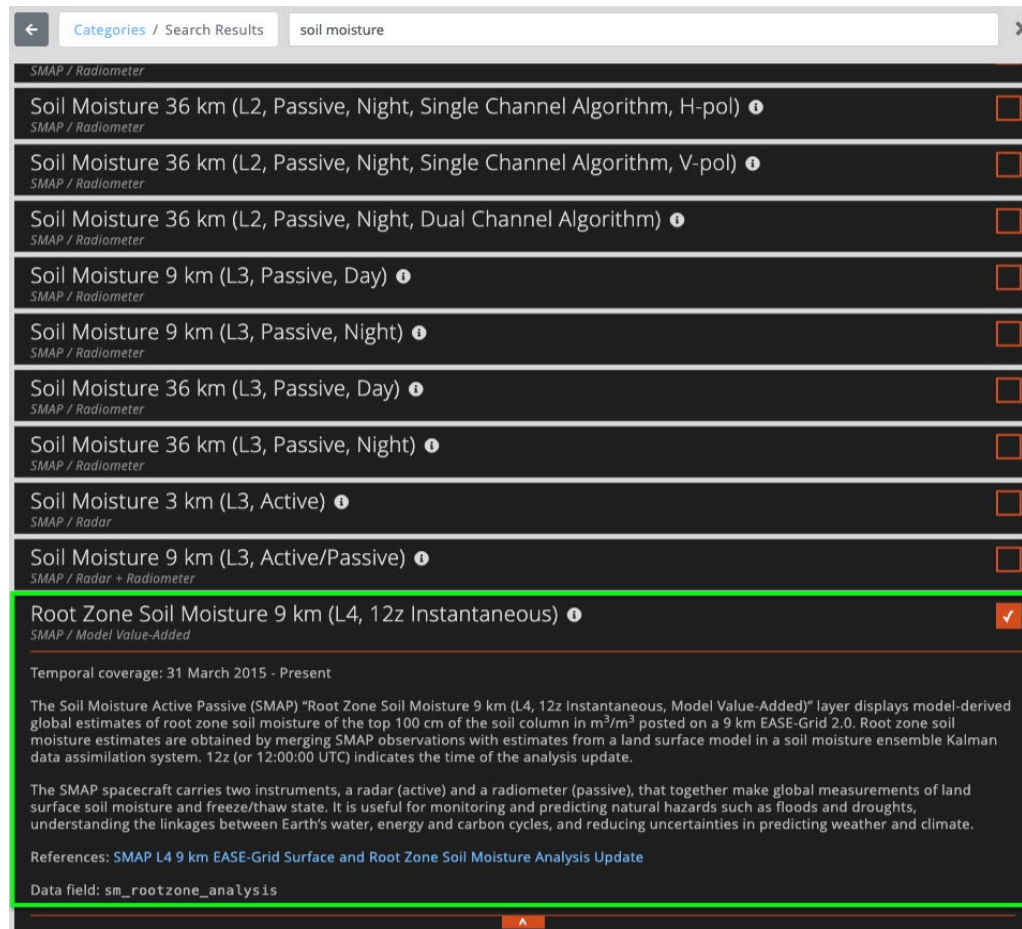 Categories / Search Results
soil moisture
SMAP / Radiometer
Soil Moisture 36 km (L2, Passive, Night, Single Channel Algorithm, H-pol)
SMAP / Radiometer
Soil Moisture 36 km (L2, Passive, Night, Single Channel Algorithm, V-pol)
SMAP / Radiometer
Soil Moisture 36 km (L2, Passive, Night, Dual Channel Algorithm)
SMAP / Radiometer
Soil Moisture 9 km (L3, Passive, Day)
SMAP / Radiometer
Soil Moisture 9 km (L3, Passive, Night)
SMAP / Radiometer
Soil Moisture 36 km (L3, Passive, Day)
SMAP / Radiometer
Soil Moisture 36 km (L3, Passive, Night)
SMAP / Radiometer
Soil Moisture 3 km (L3, Active)
SMAP / Radar
Soil Moisture 9 km (L3, Active/Passive)
SMAP / Radar + Radiometer
Root Zone Soil Moisture 9 km (L4, 12z Instantaneous)
SMAP / Model Value-Added
Temporal coverage: 31 March 2015 - Present
The Soil Moisture Active Passive (SMAP) “Root Zone Soil Moisture 9 km (L4, 12z Instantaneous, Model Value-Added)” layer displays model-derived
global estimates of root zone soil moisture of the top 100 cm of the soil column in m³/m³ posted on a 9 km EASE-Grid 2.0. Root zone soil
moisture estimates are obtained by merging SMAP observations with estimates from a land surface model in a soil moisture ensemble Kalman
data assimilation system. 12z (or 12:00:00 UTC) indicates the time of the analysis update.
The SMAP spacecraft carries two instruments, a radar (active) and a radiometer (passive), that together make global measurements of land
surface soil moisture and freeze/thaw state. It is useful for monitoring and predicting natural hazards such as floods and droughts,
understanding the linkages between Earth’s water, energy and carbon cycles, and reducing uncertainties in predicting weather and climate.
References: SMAP L4 9 km EASE-Grid Surface and Root Zone Soil Moisture Analysis Update
Data field: sm_rootzone_analysis